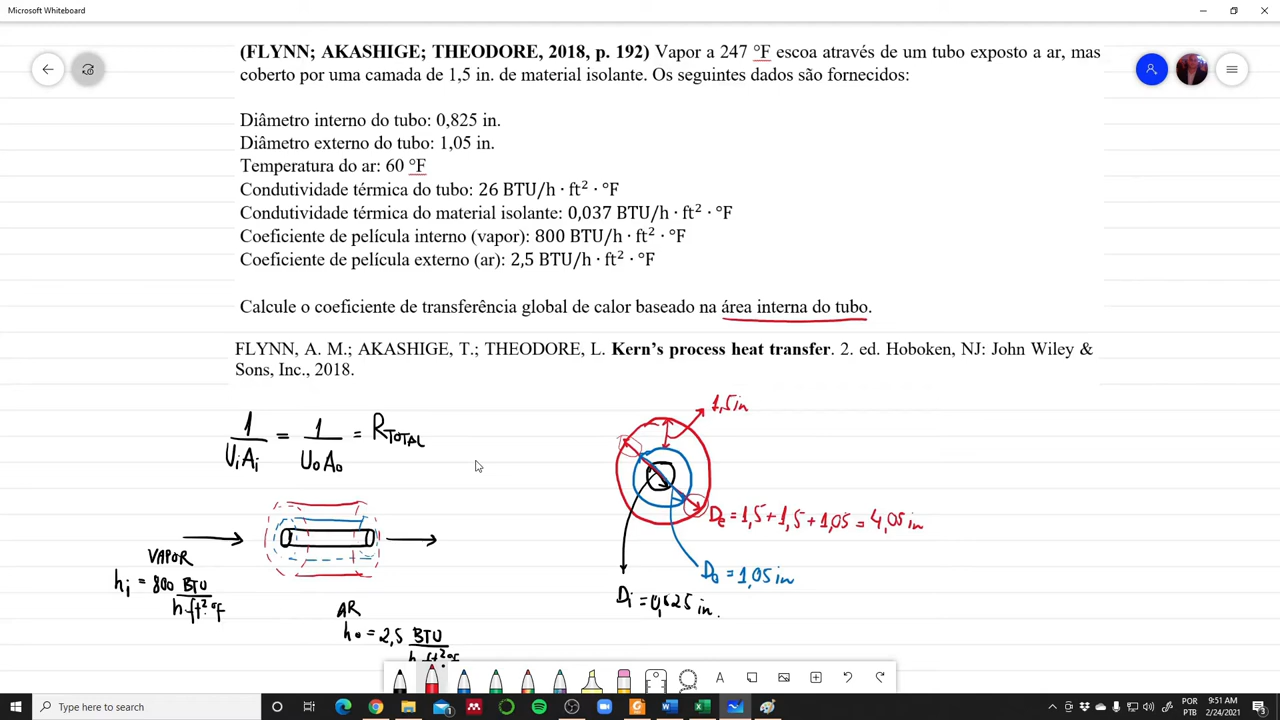 Microsoft Whiteboard
(FLYNN; AKASHIGE; THEODORE, 2018, p. 192) Vapor a 247 °F escoa através de um tubo exposto a ar, mas
coberto por uma camada de 1,5 in. de material isolante. Os seguintes dados são fornecidos:
Diâmetro interno do tubo: 0,825 in.
Diâmetro externo do tubo: 1,05 in.
Temperatura do ar: 60 °F
Condutividade térmica do tubo: 26 BTU/h · ft² · °F
Condutividade térmica do material isolante: 0,037 BTU/h · ft² · °F
Coeficiente de película interno (vapor): 800 BTU/h · ft² · °F
Coeficiente de película externo (ar): 2,5 BTU/h · ft² · °F
Calcule o coeficiente de transferência global de calor baseado na área interna do tubo.
FLYNN, A. M.; AKASHIGE, T.; THEODORE, L. Kern's process heat transfer. 2. ed. Hoboken, NJ: John Wiley &
Sons, Inc., 2018.
1/UiAi = 1/UoAo = RTOTAL
1,5 in
De = 1,5 + 1,5 + 1,05 = 4,05 in
Do = 1,05 in
Di = 0,825 in.
VAPOR
hi = 800 BTU/h·ft²·°F
AR
ho = 2,5 BTU/h·ft²·°F
A
Type here to search
POR
PTB
9:51 AM
2/24/2021